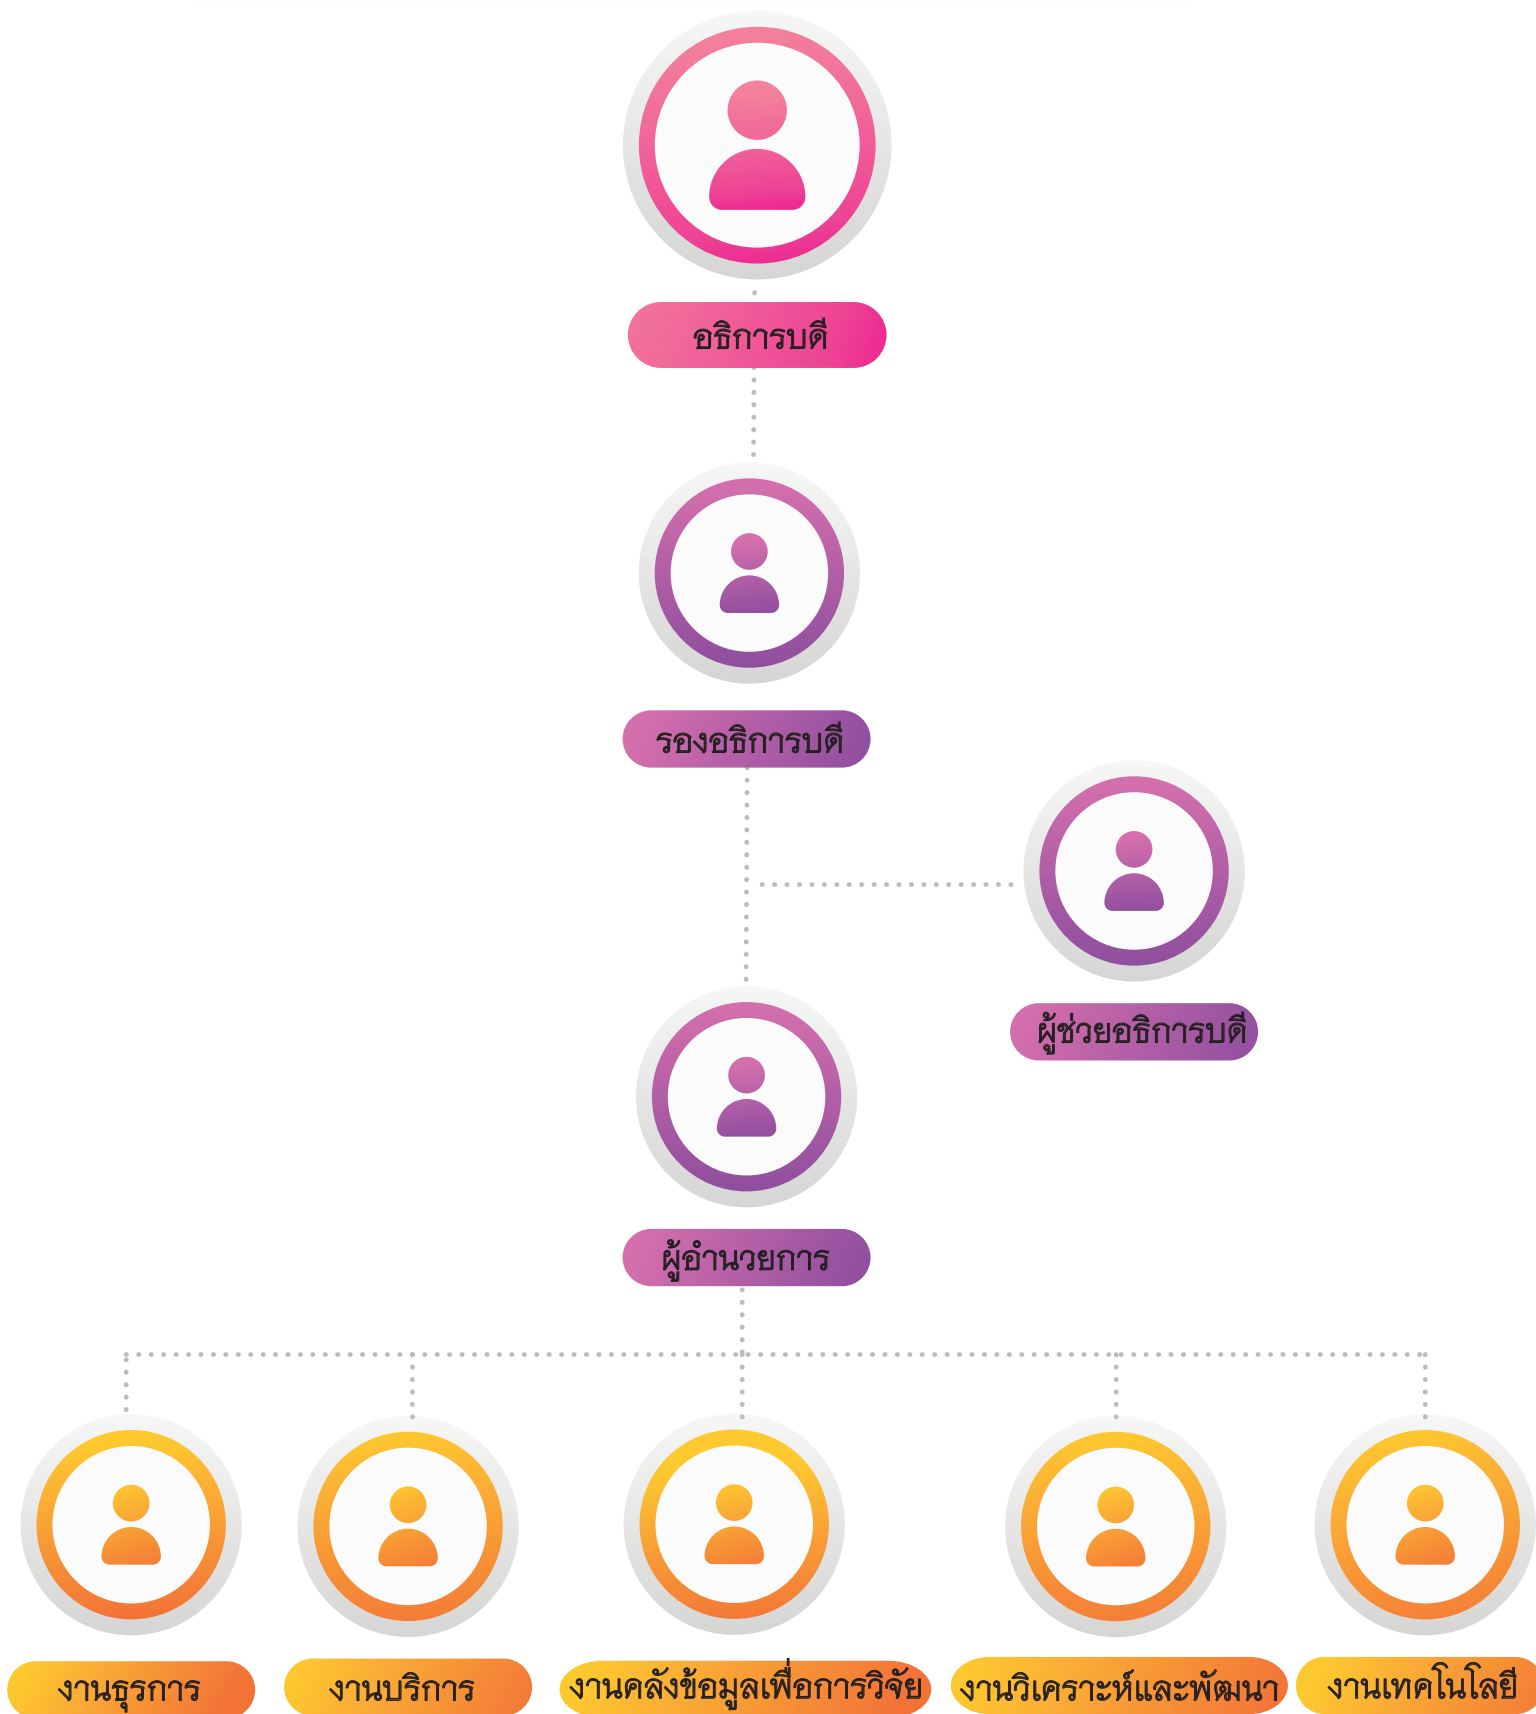 อธิการบดี
รองอธิการบดี
ผู้ช่วยอธิการบดี
ผู้อำนวยการ
งานธุรการ
งานบริการ
งานคลังข้อมูลเพื่อการวิจัย
งานวิเคราะห์และพัฒนา
งานเทคโนโลยี